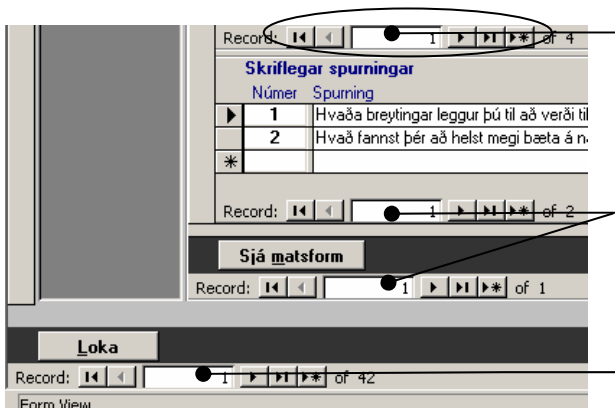 Record: 1 of 4
Skriflegar spurningar
Númer Spurning
1 Hvaða breytingar leggur þú til að verði til
2 Hvað fannst þér að helst megi bæta á
Record: 1 of 2
Sjá matsform
Record: 1 of 1
Loka
Record: 1 of 42
Form View